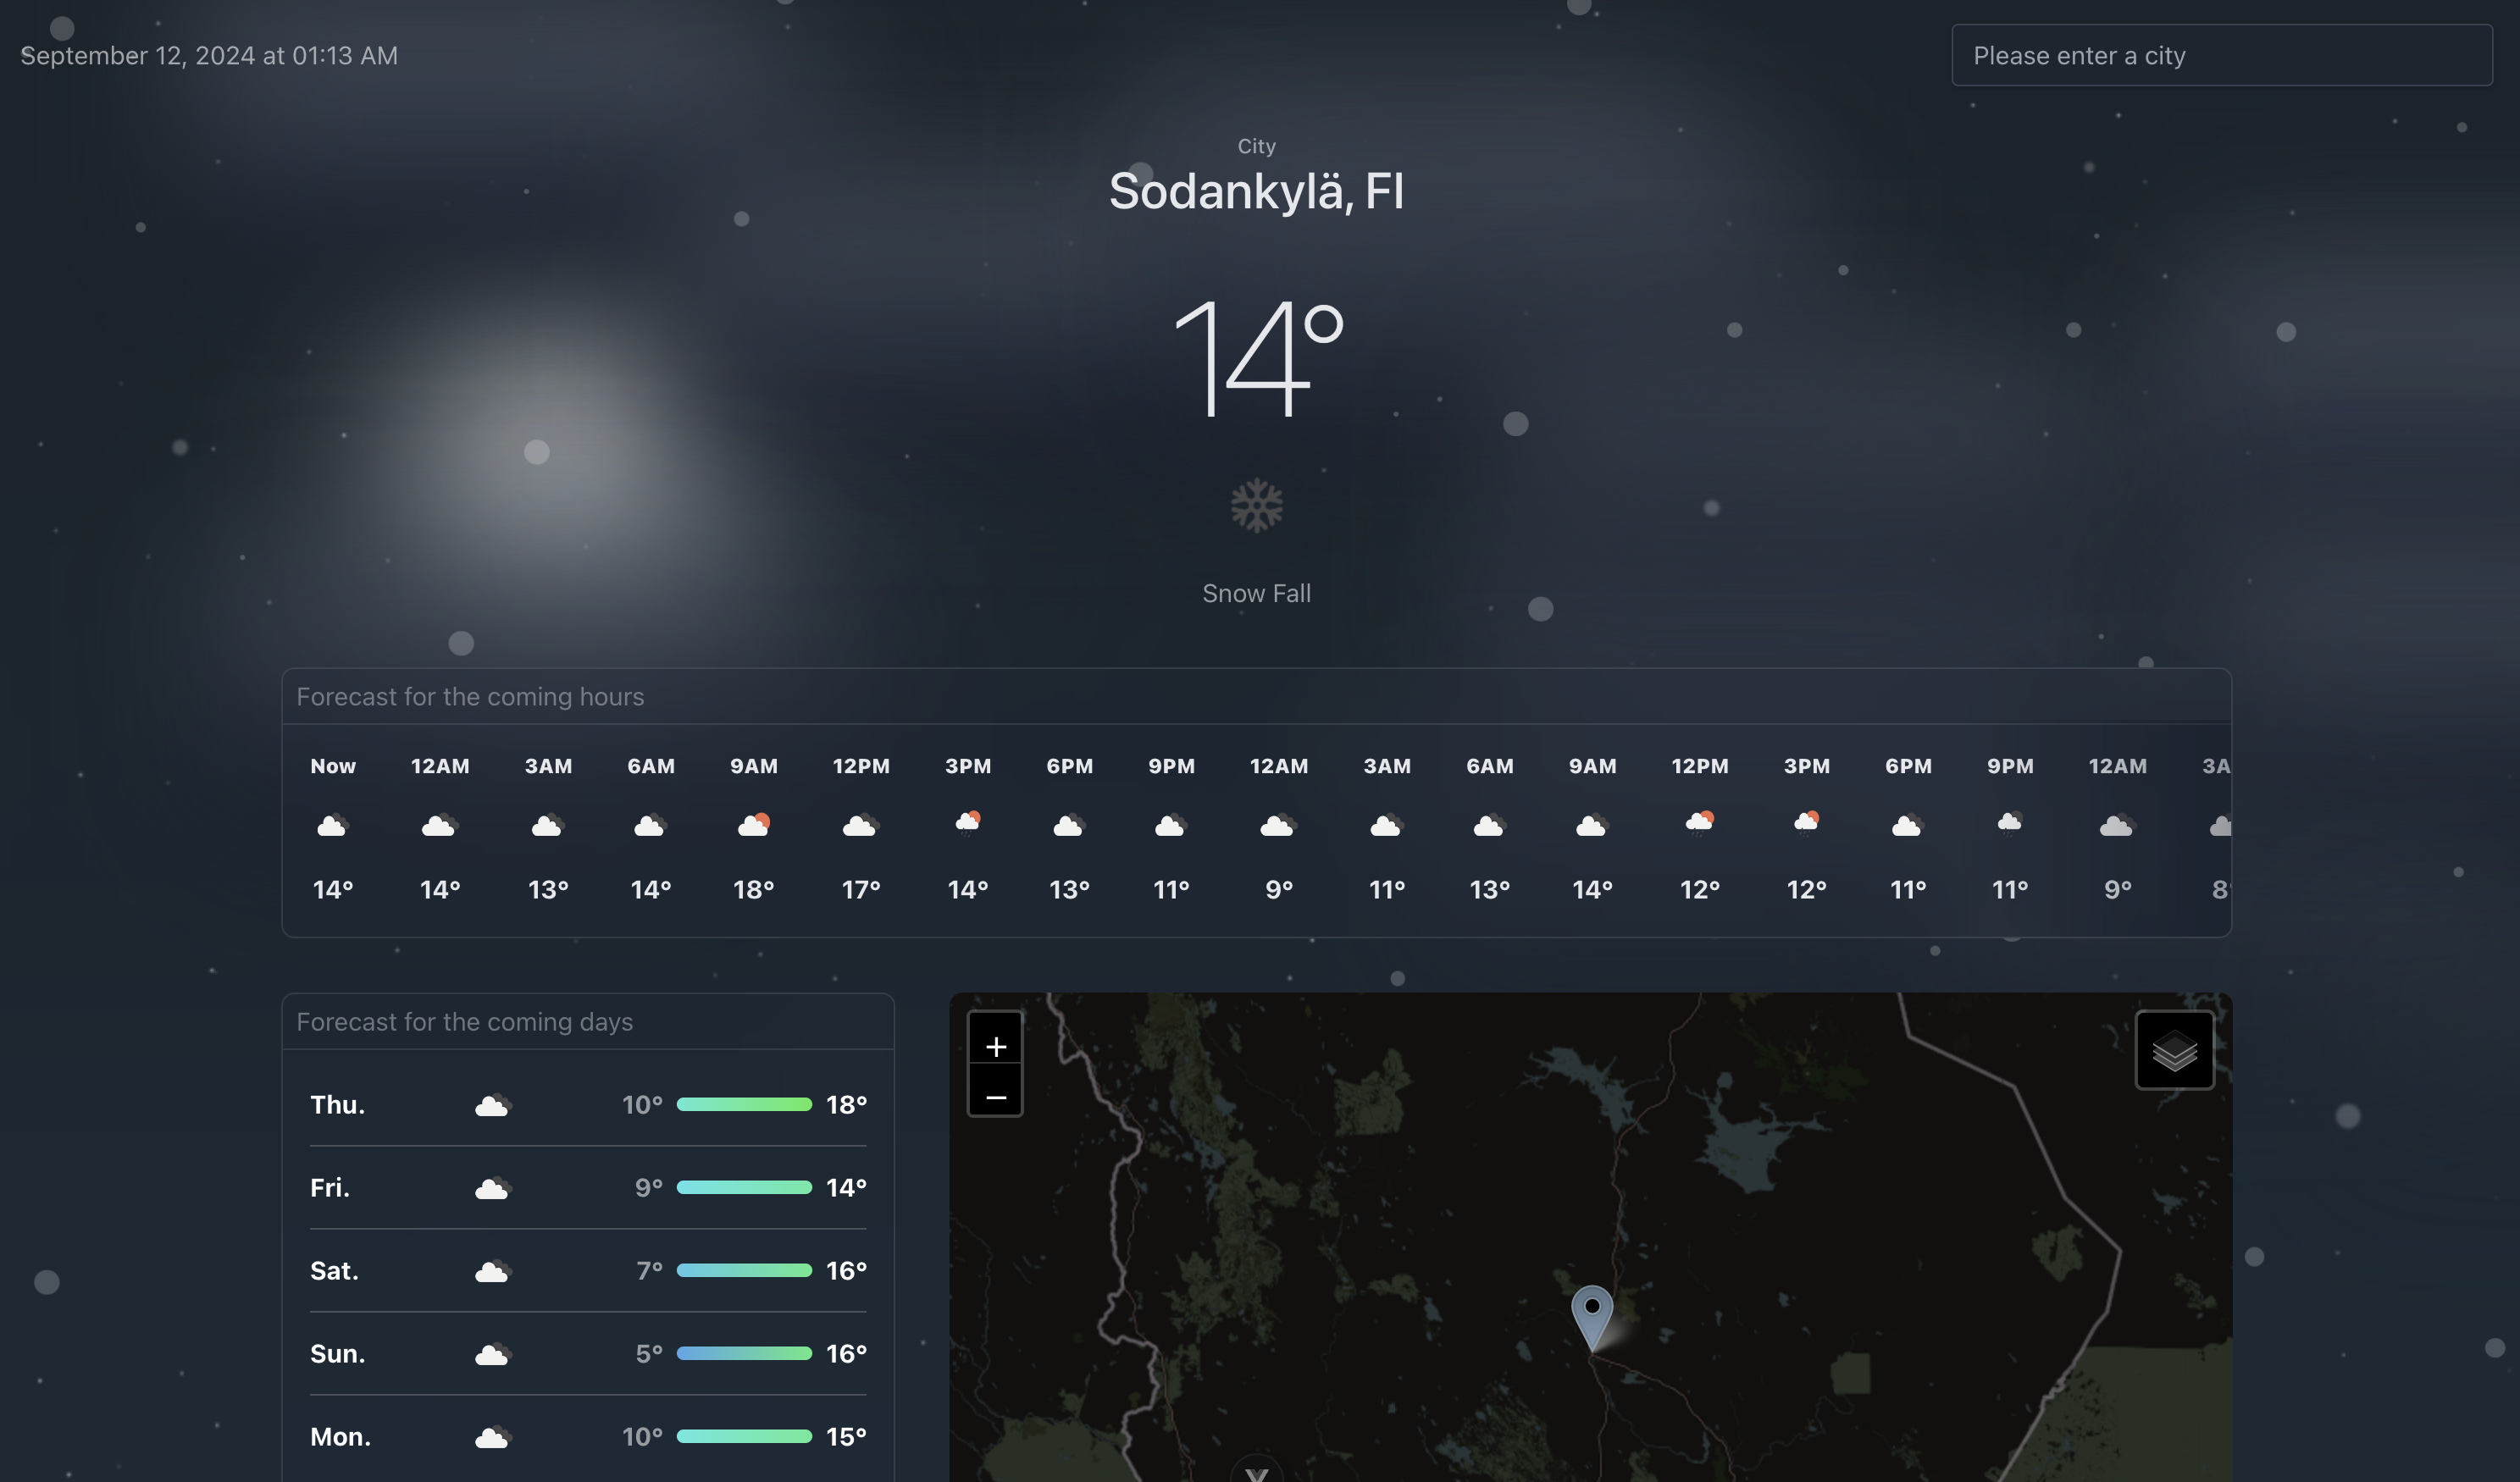 September 12, 2024 at 01:13 AM
Please enter a city
City
Sodankylä, FI
14°
Snow Fall
Forecast for the coming hours
Now 12AM 3AM 6AM 9AM 12PM 3PM 6PM 9PM 12AM 3AM 6AM 9AM 12PM 3PM 6PM 9PM 12AM 3A
14° 14° 13° 14° 18° 17° 14° 13° 11° 9° 11° 13° 14° 12° 12° 11° 11° 9° 8°
Forecast for the coming days
+
−
Thu. 10° 18°
Fri. 9° 14°
Sat. 7° 16°
Sun. 5° 16°
Mon. 10° 15°